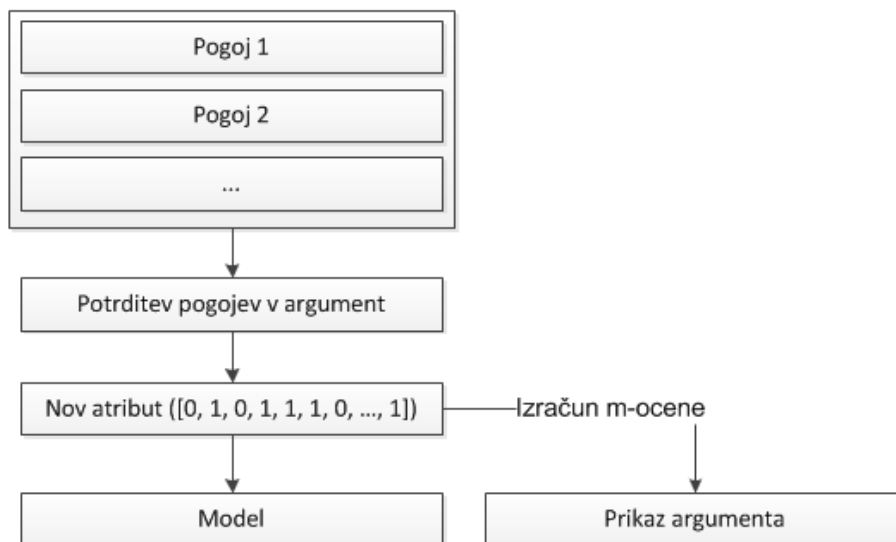 Pogoj 1
Pogoj 2
...
Potrditev pogojev v argument
Nov atribut ([0, 1, 0, 1, 1, 1, 0, ..., 1])
Izračun m-ocene
Model
Prikaz argumenta